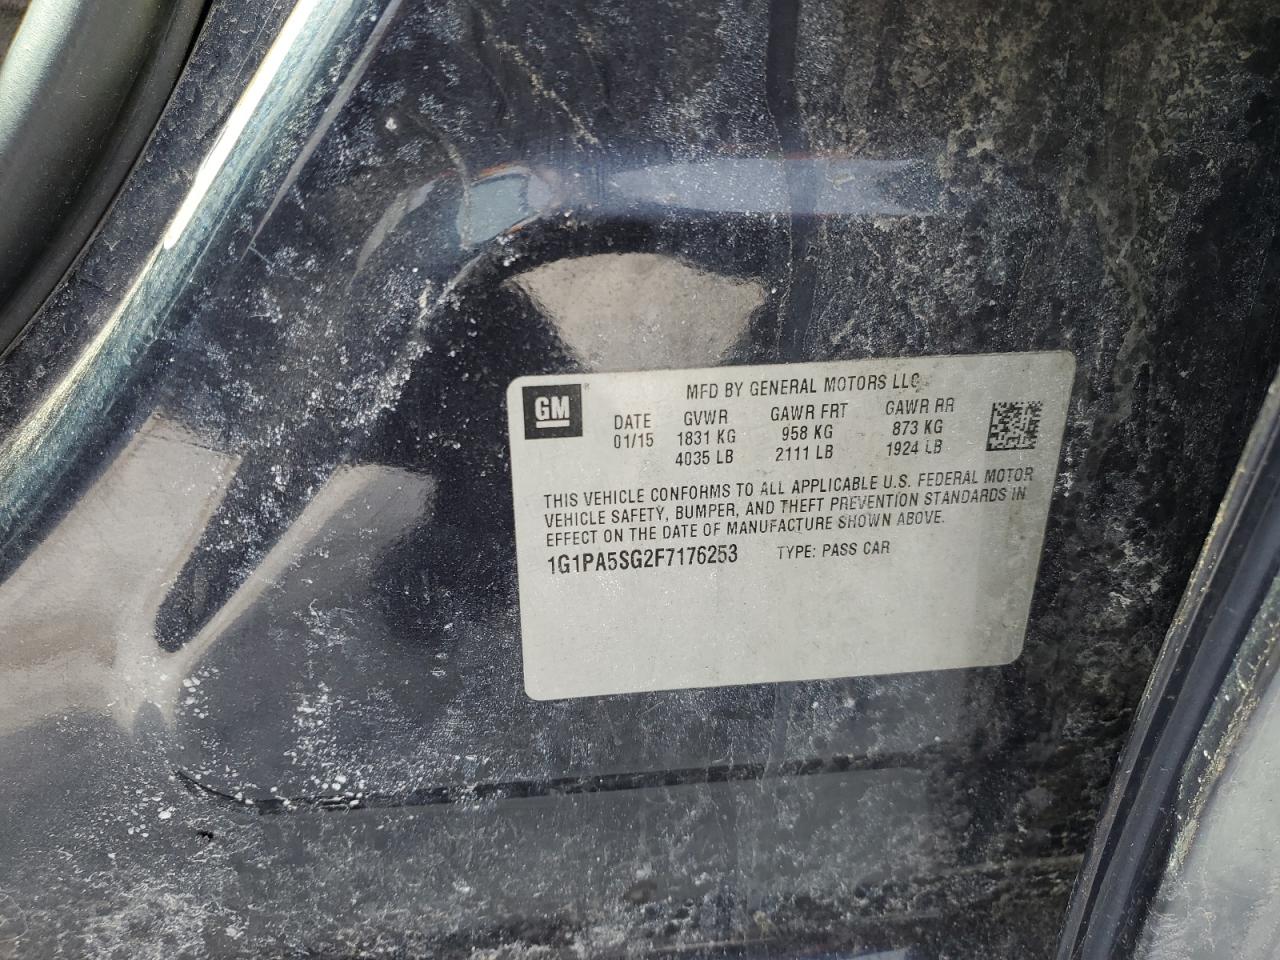 GM ® MFD BY GENERAL MOTORS LLC
DATE GVWR GAWR FRT GAWR RR
01/15 1831 KG 958 KG 873 KG
4035 LB 2111 LB 1924 LB
THIS VEHICLE CONFORMS TO ALL APPLICABLE U.S. FEDERAL MOTOR
VEHICLE SAFETY, BUMPER, AND THEFT PREVENTION STANDARDS IN
EFFECT ON THE DATE OF MANUFACTURE SHOWN ABOVE.
1G1PA5SG2F7176253 TYPE: PASS CAR